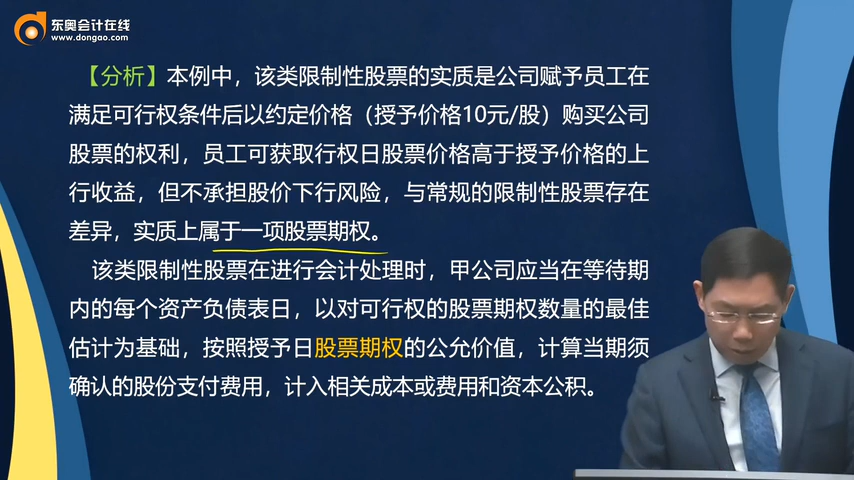 东奥会计在线
www.dongao.com
【分析】本例中，该类限制性股票的实质是公司赋予员工在
满足可行权条件后以约定价格（授予价格10元/股）购买公司
股票的权利，员工可获取行权日股票价格高于授予价格的上
行收益，但不承担股价下行风险，与常规的限制性股票存在
差异，实质上属于一项股票期权。
该类限制性股票在进行会计处理时，甲公司应当在等待期
内的每个资产负债表日，以对可行权的股票期权数量的最佳
估计为基础，按照授予日股票期权的公允价值，计算当期须
确认的股份支付费用，计入相关成本或费用和资本公积。